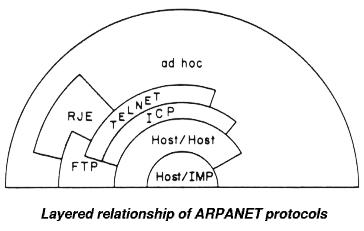 ad hoc
RJE
TELNET
ICP
FTP
Host/Host
Host/IMP
Layered relationship of ARPANET protocols